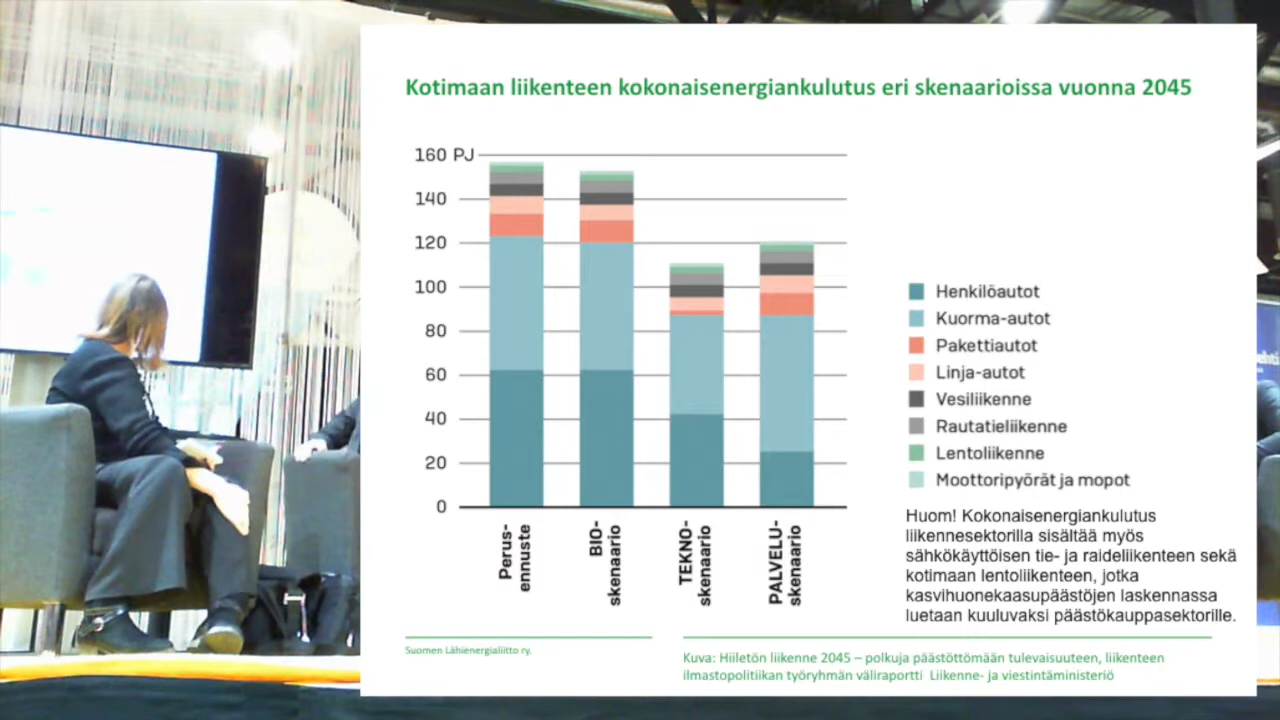 Kotimaan liikenteen kokonaisenergiankulutus eri skenaarioissa vuonna 2045
160 PJ
140
120
100
80
60
40
20
0
Perus-
ennuste
BIO-
skenaario
TEKNO-
skenaario
PALVELU-
skenaario
Henkilöautot
Kuorma-autot
Pakettiautot
Linja-autot
Vesiliikenne
Rautatieliikenne
Lentoliikenne
Moottoripyörät ja mopot
Huom! Kokonaisenergiankulutus
liikennesektorilla sisältää myös
sähkökäyttöisen tie- ja raideliikenteen sekä
kotimaan lentoliikenteen, jotka
kasvihuonekaasupäästöjen laskennassa
luetaan kuuluvaksi päästökauppasektorille.
Suomen Lähienergialiitto ry.
Kuva: Hiiletön liikenne 2045 – polkuja päästöttömään tulevaisuuteen, liikenteen
ilmastopolitiikan työryhmän väliraportti Liikenne- ja viestintäministeriö